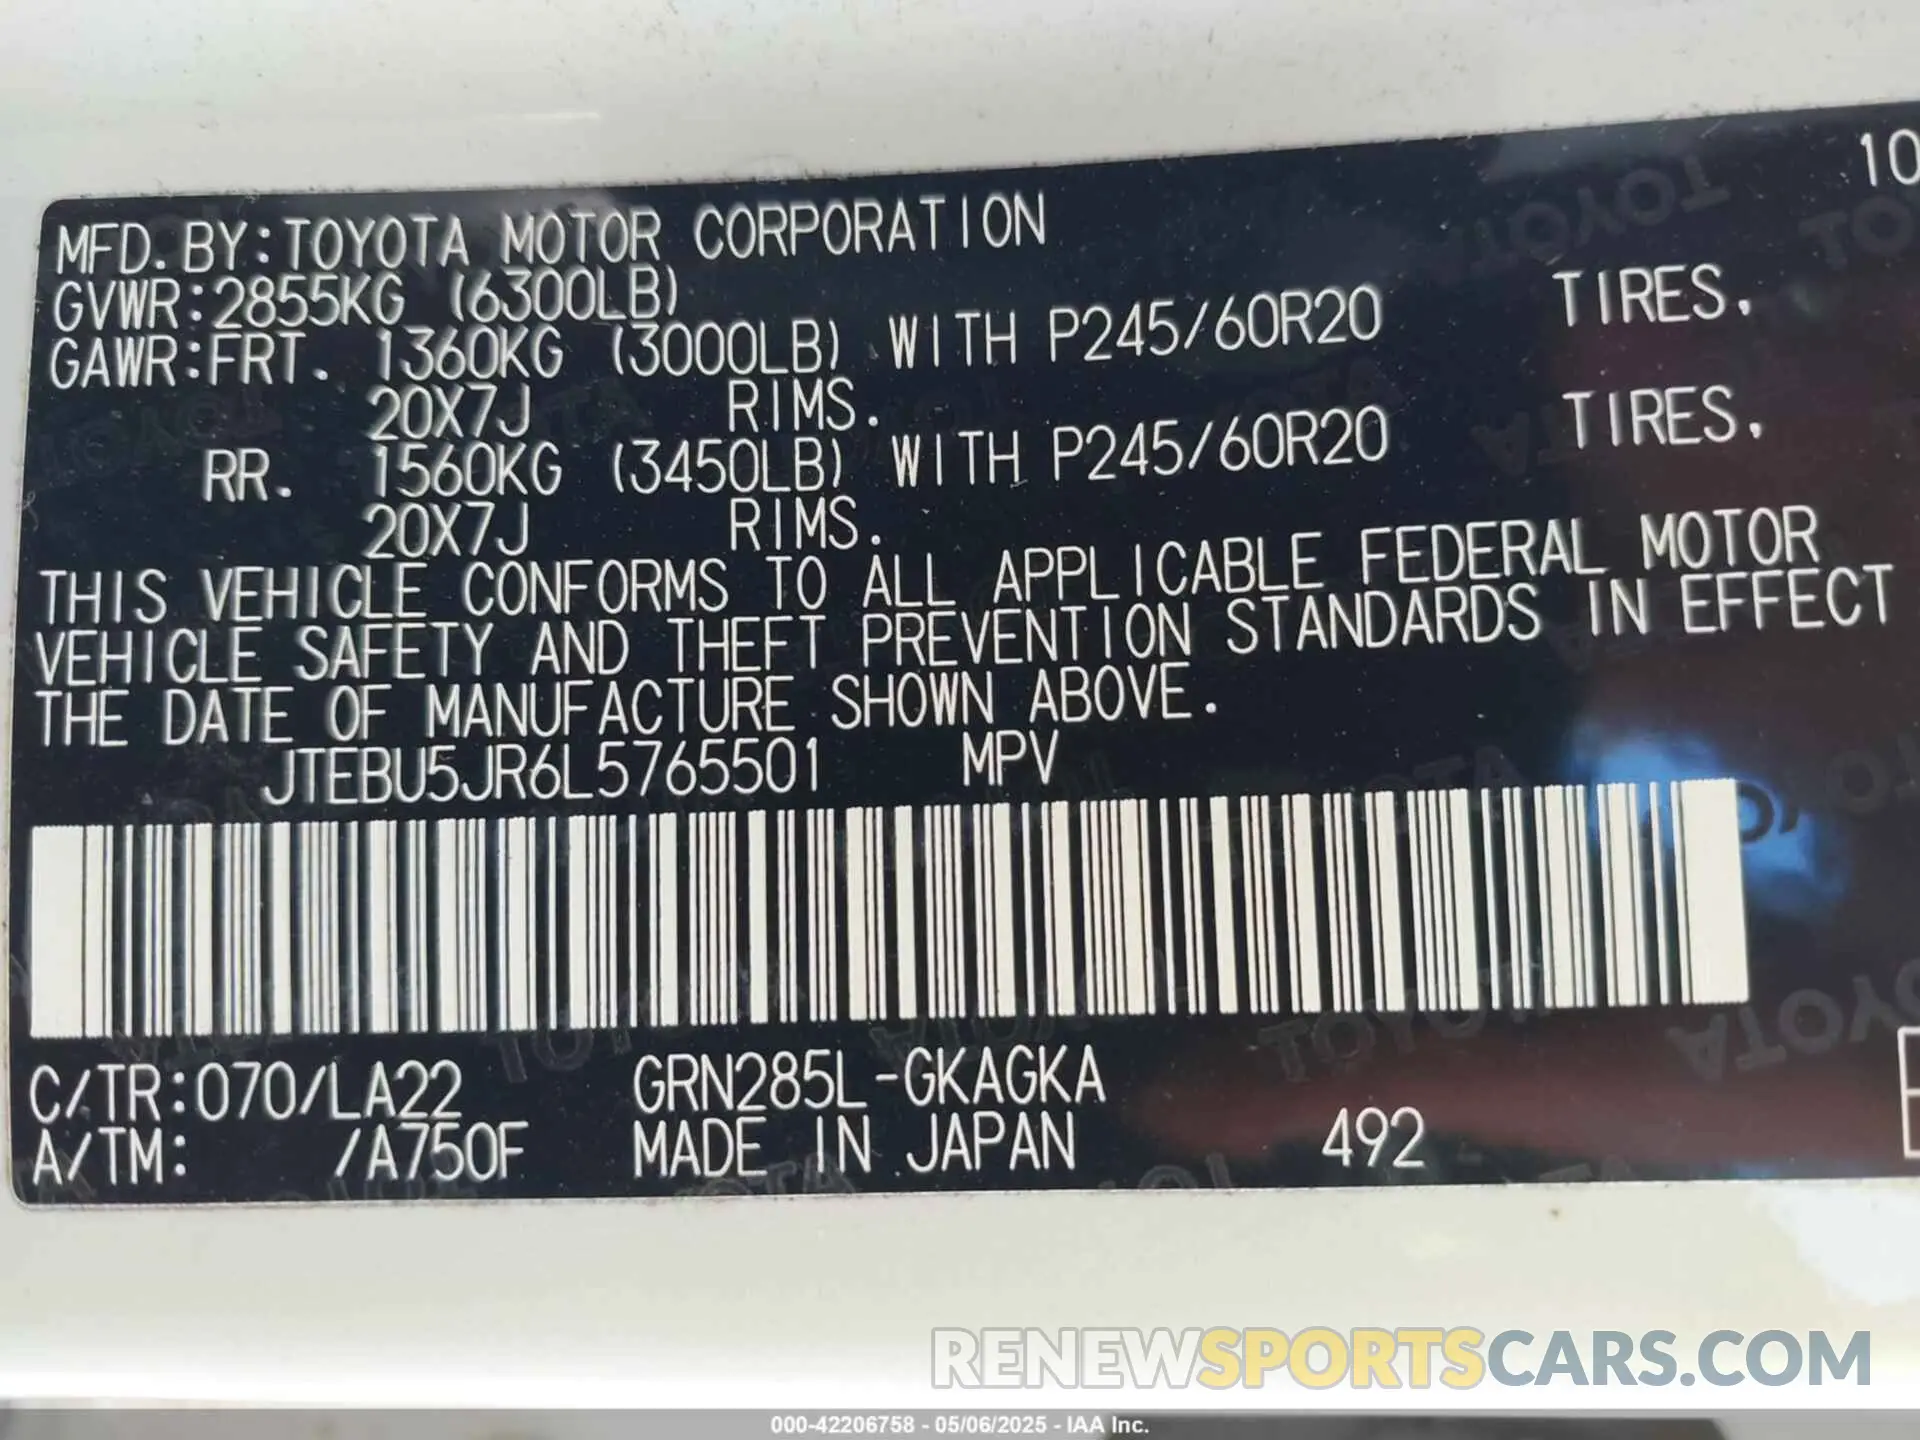 10
MFD.BY:TOYOTA MOTOR CORPORATION
GVWR:2855KG (6300LB)
GAWR:FRT. 1360KG (3000LB) WITH P245/60R20 TIRES,
20X7J RIMS.
RR. 1560KG (3450LB) WITH P245/60R20 TIRES,
20X7J RIMS.
THIS VEHICLE CONFORMS TO ALL APPLICABLE FEDERAL MOTOR
VEHICLE SAFETY AND THEFT PREVENTION STANDARDS IN EFFECT
THE DATE OF MANUFACTURE SHOWN ABOVE.
JTEBU5JR6L5765501 MPV
C/TR:070/LA22 GRN285L-GKAGKA
A/TM: /A750F MADE IN JAPAN 492
RENEWSPORTSCARS.COM
000-42206758 - 05/06/2025 - IAA Inc.